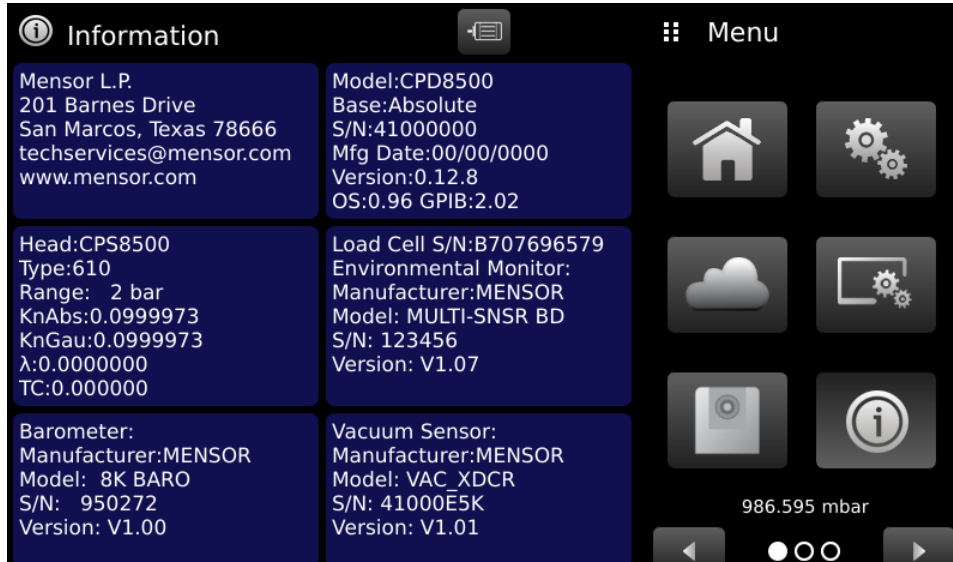 Information
Menu
Mensor L.P.
201 Barnes Drive
San Marcos, Texas 78666
techservices@mensor.com
www.mensor.com
Model:CPD8500
Base:Absolute
S/N:41000000
Mfg Date:00/00/0000
Version:0.12.8
OS:0.96 GPIB:2.02
Head:CPS8500
Type:610
Range: 2 bar
KnAbs:0.0999973
KnGau:0.0999973
λ:0.0000000
TC:0.000000
Load Cell S/N:B707696579
Environmental Monitor:
Manufacturer:MENSOR
Model: MULTI-SNSR BD
S/N: 123456
Version: V1.07
Barometer:
Manufacturer:MENSOR
Model: 8K BARO
S/N: 950272
Version: V1.00
Vacuum Sensor:
Manufacturer:MENSOR
Model: VAC_XDCR
S/N: 41000E5K
Version: V1.01
986.595 mbar